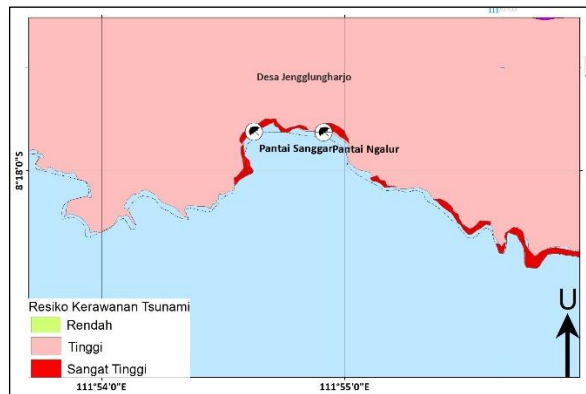 Desa Jengglungharjo
Pantai Sanggar
Pantai Ngalur
8°18'0"S
Resiko Kerawanan Tsunami
Rendah
Tinggi
Sangat Tinggi
U
111°54'0"E
111°55'0"E